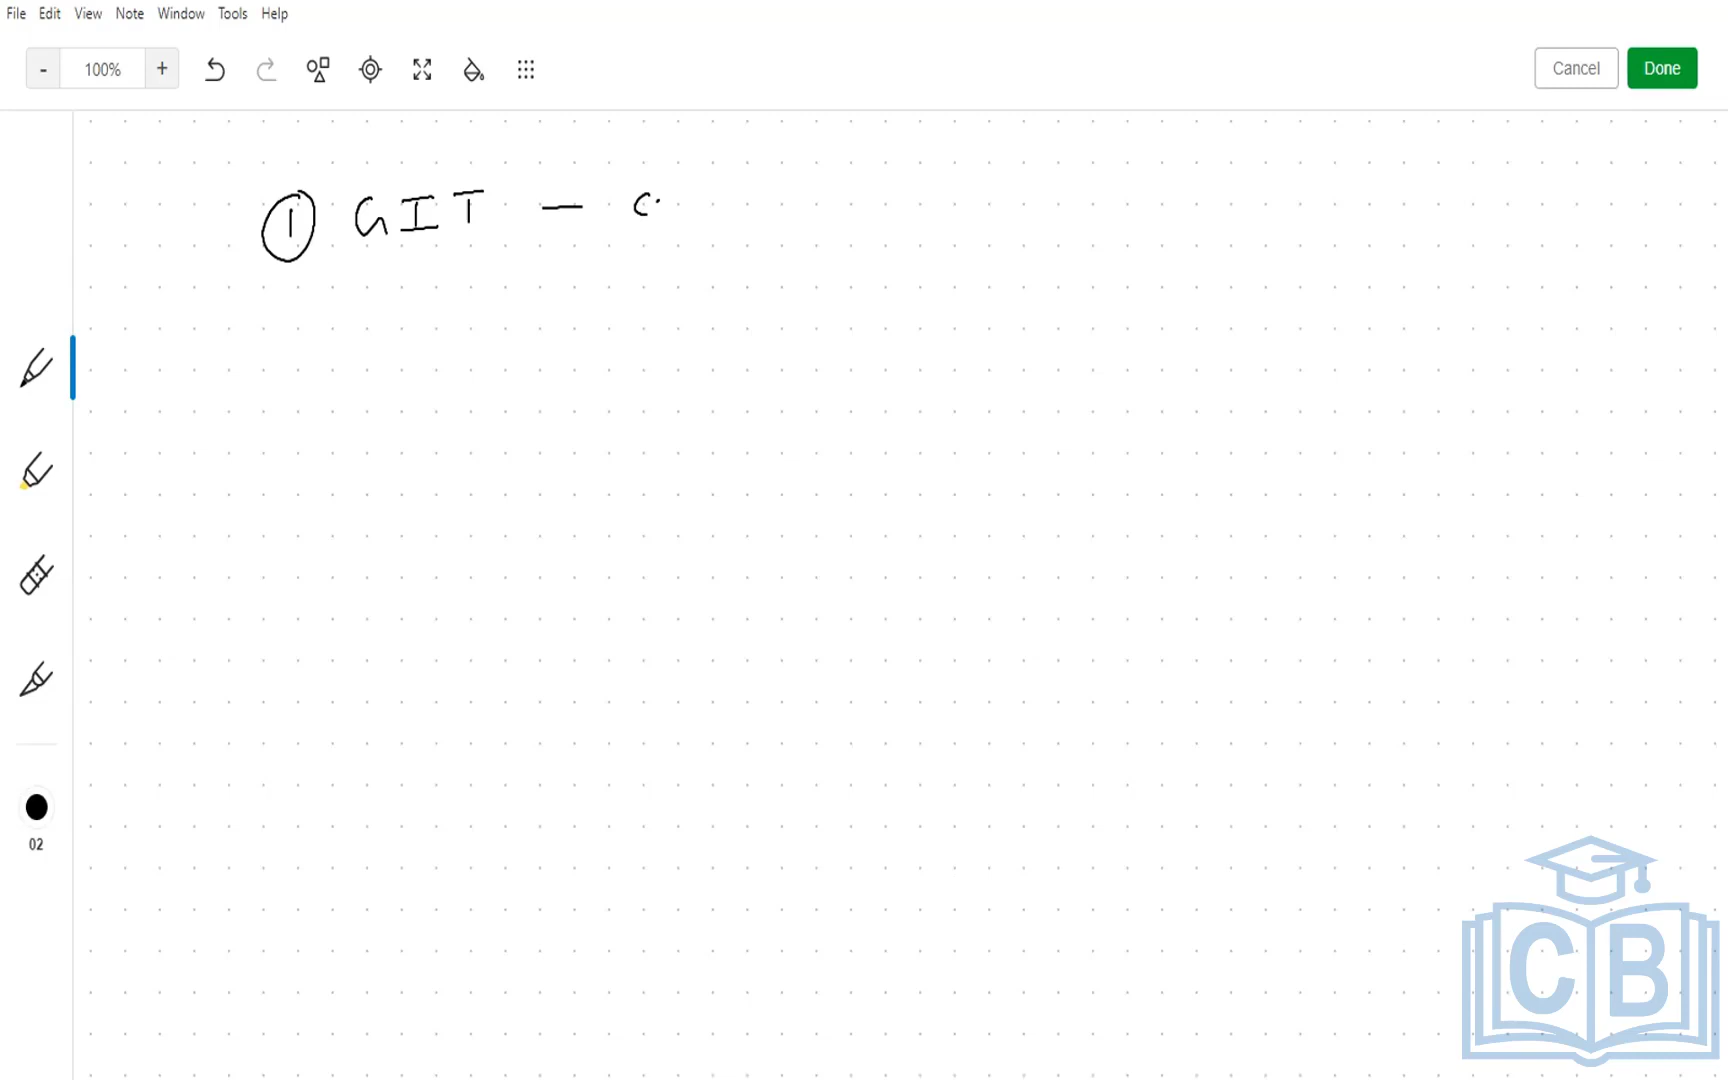 File Edit View Note Window Tools Help
- 100% + Cancel Done
① GIT — C
02
CB